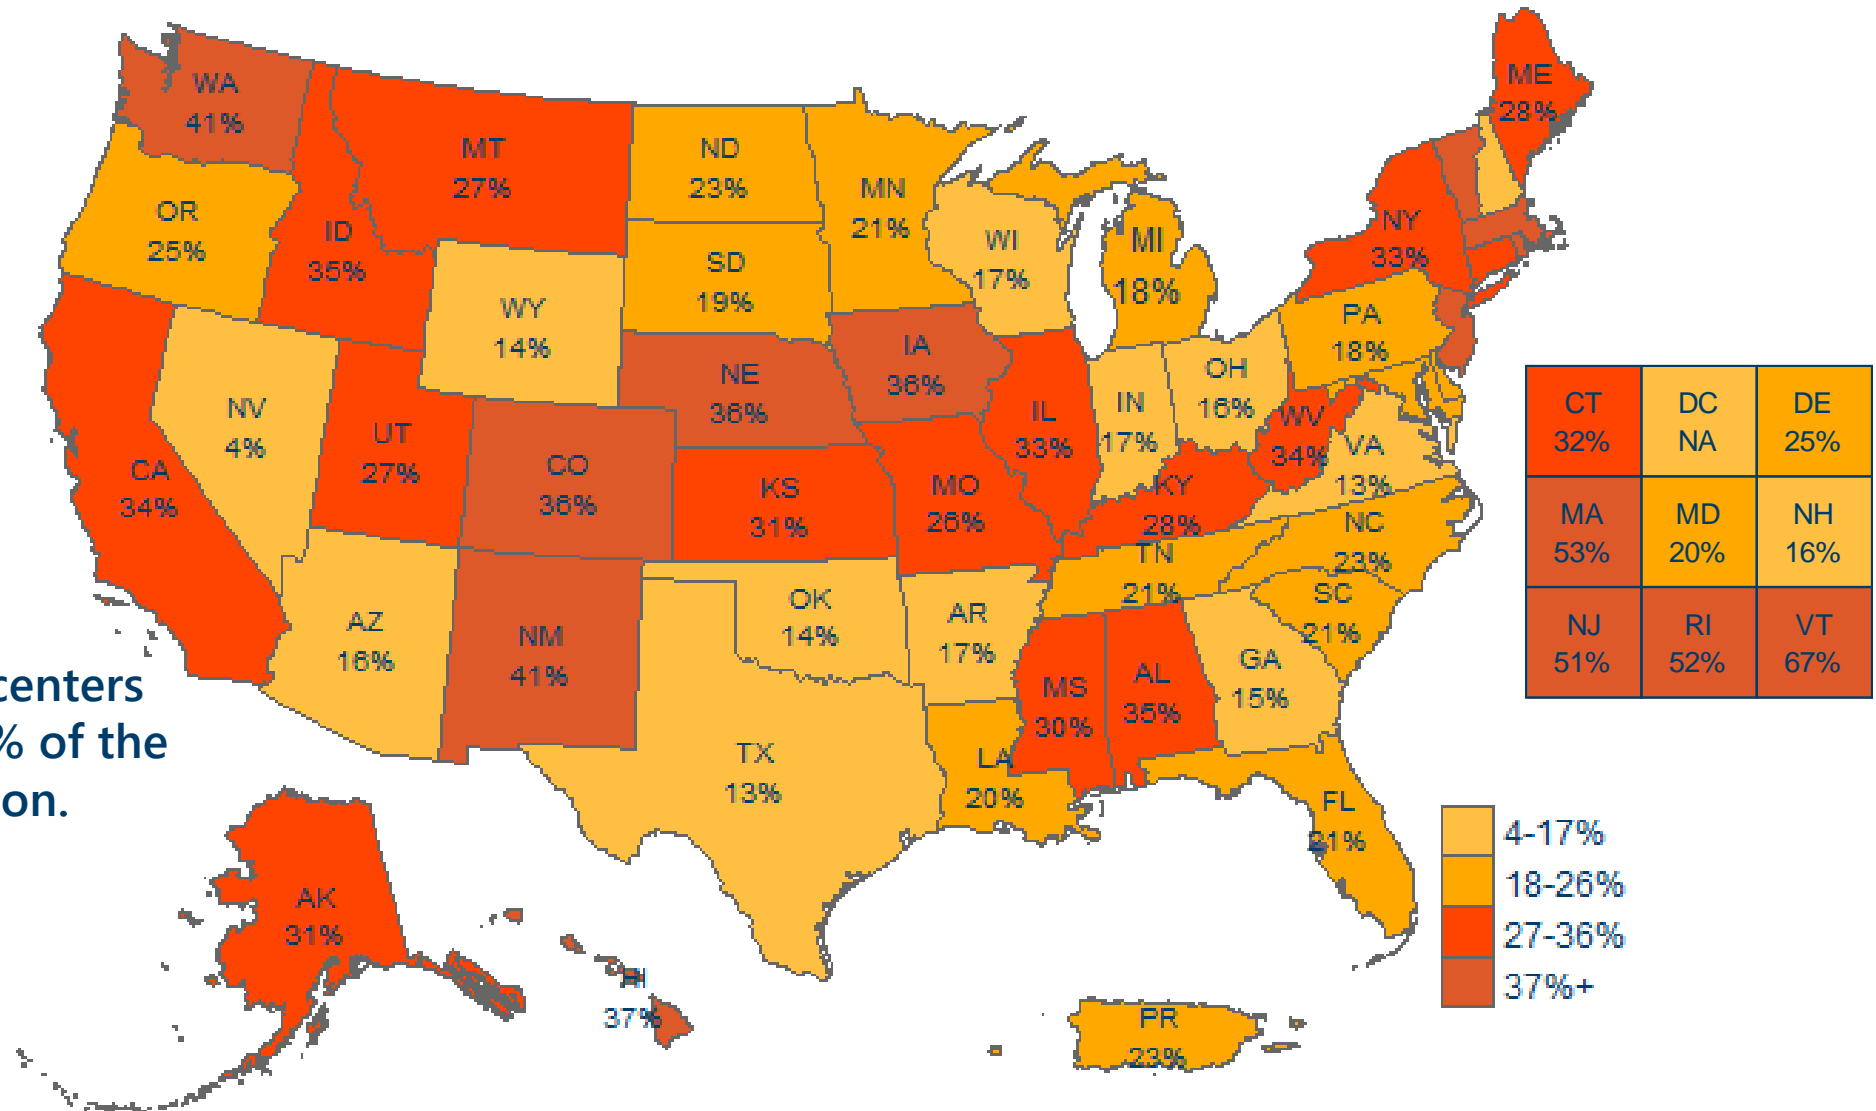 WA
41%
MT
27%
ND
23%
MN
21%
ME
28%
OR
25%
ID
35%
SD
19%
WI
17%
MI
18%
NY
33%
WY
14%
IA
36%
PA
18%
NE
36%
OH
16%
NV
4%
UT
27%
CO
36%
IL
33%
IN
17%
WV
34%
VA
13%
CA
34%
KS
31%
MO
26%
KY
28%
NC
23%
TN
21%
SC
21%
AZ
16%
NM
41%
OK
14%
AR
17%
MS
30%
AL
35%
GA
15%
TX
13%
LA
20%
FL
21%
AK
31%
HI
37%
PR
23%
centers
% of the
on.
CT
32%
DC
NA
DE
25%
MA
53%
MD
20%
NH
16%
NJ
51%
RI
52%
VT
67%
4-17%
18-26%
27-36%
37%+